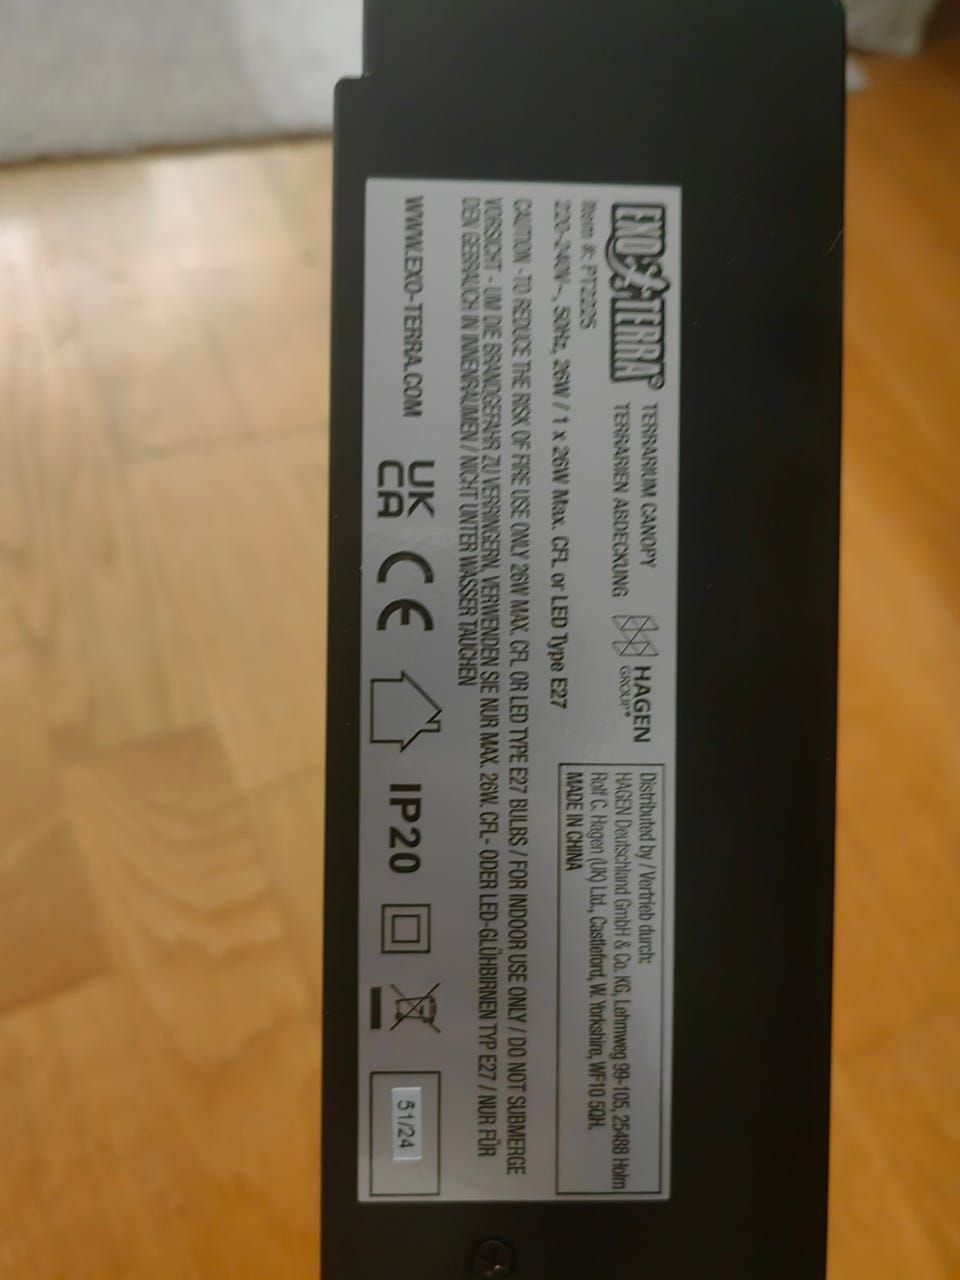 EXO TERRA®
TERRARIUM CANOPY
TERRARIEN ABDECKUNG
HAGEN
GROUP®
Item #: PT2225
220-240V~, 50Hz, 26W / 1 x 26W Max. CFL or LED Type E27
Distributed by / Vertrieb durch:
HAGEN Deutschland GmbH & Co. KG, Lehmweg 99-105, 25488 Holm
Rolf C. Hagen (UK) Ltd., Castleford, W. Yorkshire, WF10 5QH.
MADE IN CHINA
CAUTION -TO REDUCE THE RISK OF FIRE USE ONLY 26W MAX. CFL OR LED TYPE E27 BULBS / FOR INDOOR USE ONLY / DO NOT SUBMERGE
VORSICHT - UM DIE BRANDGEFAHR ZU VERRINGERN, VERWENDEN SIE NUR MAX. 26W. CFL- ODER LED-GLÜHBIRNEN TYP E27 / NUR FÜR
DEN GEBRAUCH IN INNENRÄUMEN / NICHT UNTER WASSER TAUCHEN
WWW.EXO-TERRA.COM
UK
CA
CE
IP20
51/24